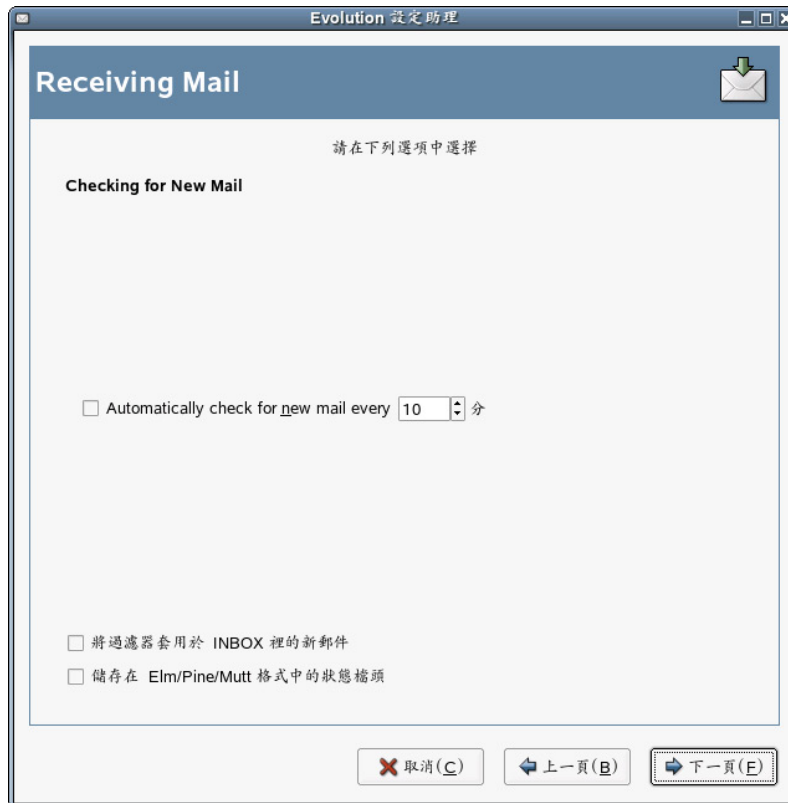 Evolution 設定助理
Receiving Mail
請在下列選項中選擇
Checking for New Mail
Automatically check for new mail every 10 分
將過濾器套用於 INBOX 裡的新郵件
儲存在 Elm/Pine/Mutt 格式中的狀態檔頭
取消(C) 上一頁(B) 下一頁(F)